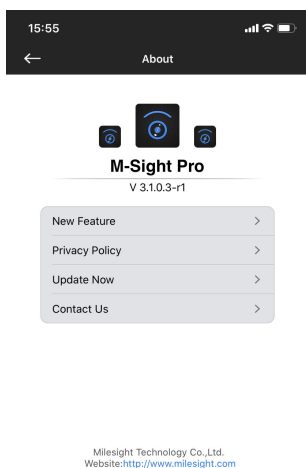 15:55
About
M-Sight Pro
V 3.1.0.3-r1
New Feature
Privacy Policy
Update Now
Contact Us
Milesight Technology Co.,Ltd.
Website:http://www.milesight.com